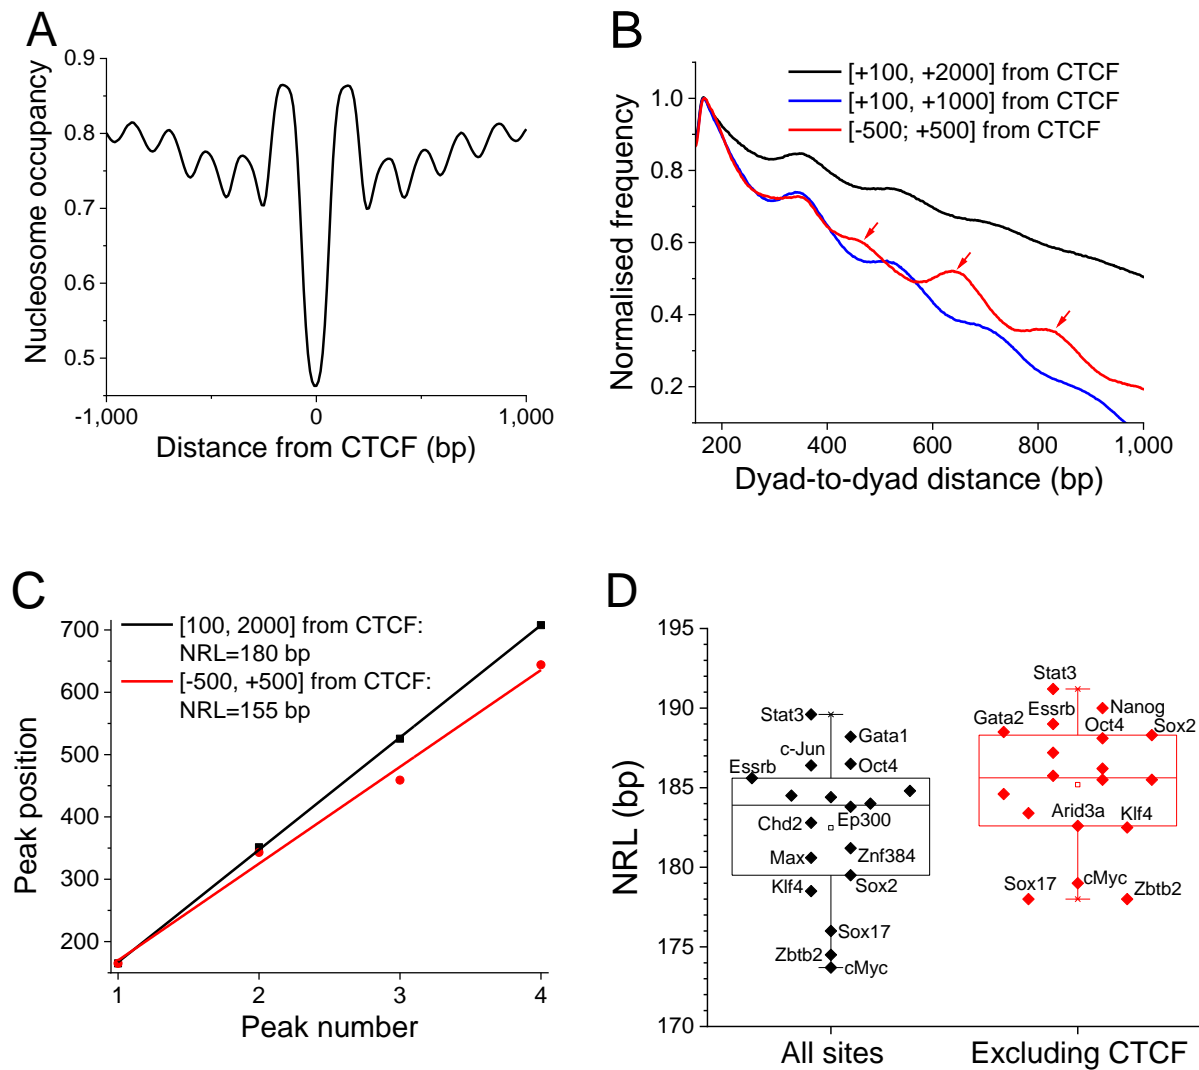 A
Nucleosome occupancy
0.9
0.8
0.7
0.6
0.5
-1,000
0
1,000
Distance from CTCF (bp)
B
Normalised frequency
1.0
0.8
0.6
0.4
0.2
[+100, +2000] from CTCF
[+100, +1000] from CTCF
[-500; +500] from CTCF
200
400
600
800
1,000
Dyad-to-dyad distance (bp)
C
Peak position
700
600
500
400
300
200
[100, 2000] from CTCF:
NRL=180 bp
[-500, +500] from CTCF:
NRL=155 bp
1
2
3
4
Peak number
D
NRL (bp)
195
190
185
180
175
170
Stat3
Gata1
c-Jun
Oct4
Essrb
Ep300
Chd2
Max
Znf384
Klf4
Sox2
Sox17
Zbtb2
cMyc
Stat3
Essrb
Nanog
Gata2
Oct4
Sox2
Arid3a
Klf4
Sox17
cMyc
Zbtb2
All sites
Excluding CTCF